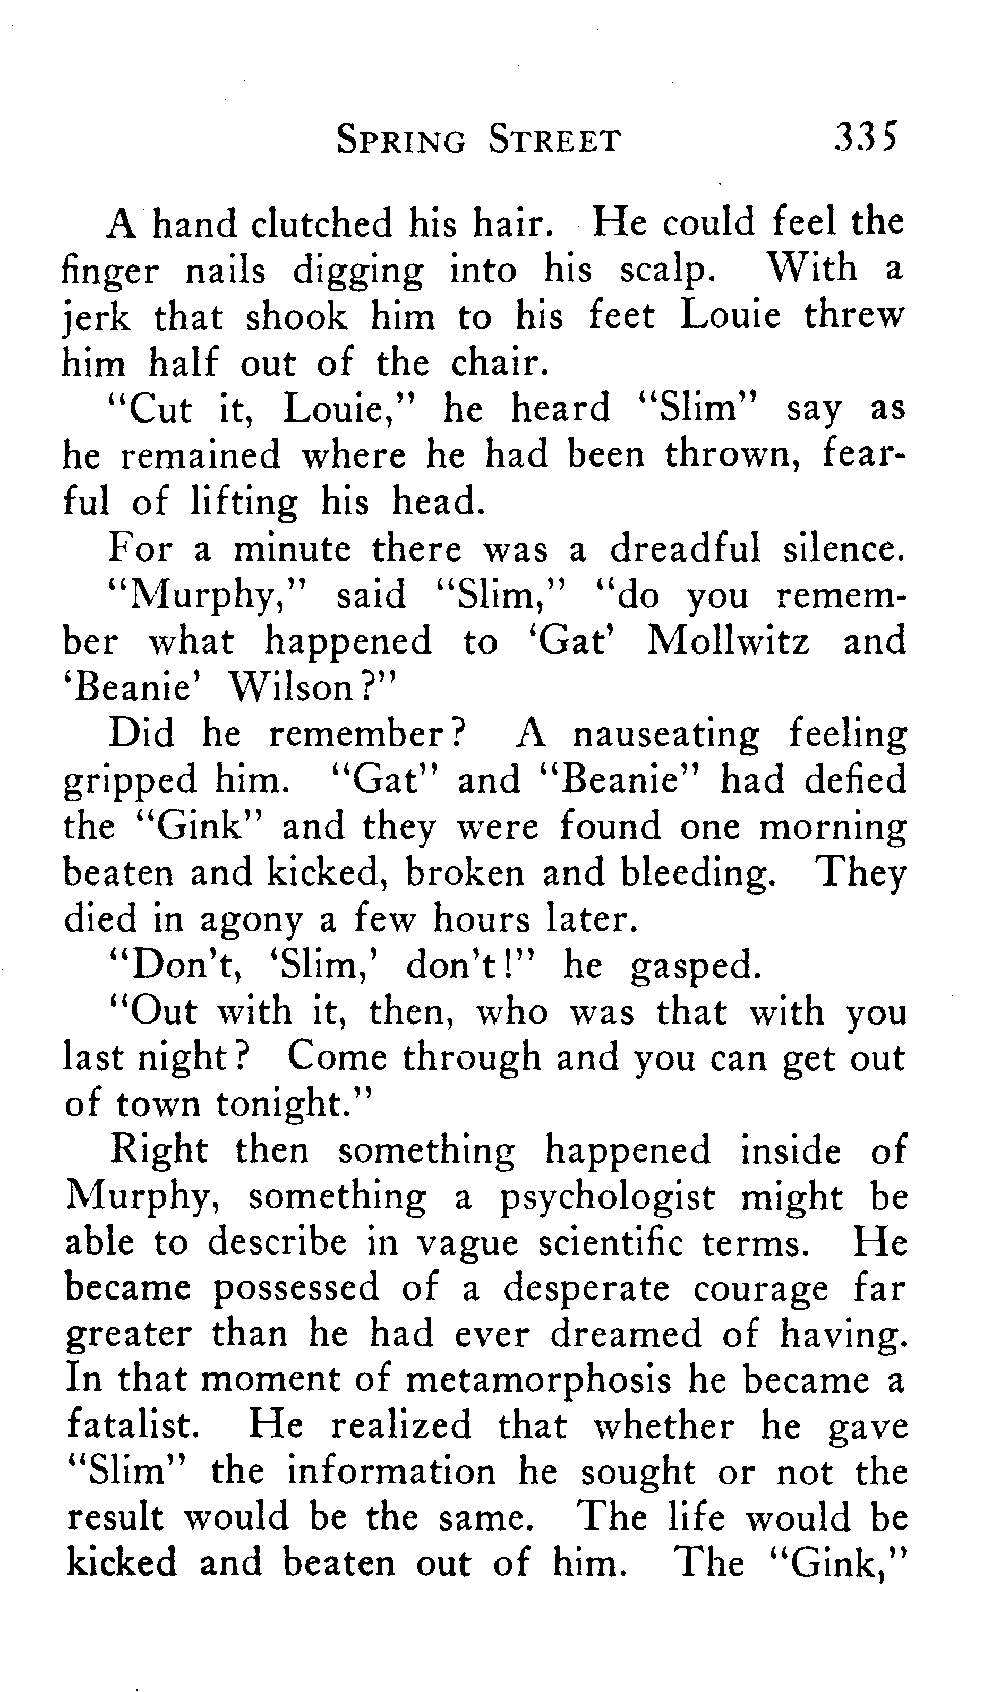 SPRING STREET 335
A hand clutched his hair. He could feel the
finger nails digging into his scalp. With a
jerk that shook him to his feet Louie threw
him half out of the chair.
"Cut it, Louie," he heard "Slim" say as
he remained where he had been thrown, fear-
ful of lifting his head.
For a minute there was a dreadful silence.
"Murphy," said "Slim," "do you remem-
ber what happened to 'Gat' Mollwitz and
'Beanie' Wilson?"
Did he remember? A nauseating feeling
gripped him. "Gat" and "Beanie" had defied
the "Gink" and they were found one morning
beaten and kicked, broken and bleeding. They
died in agony a few hours later.
"Don't, 'Slim,' don't!" he gasped.
"Out with it, then, who was that with you
last night? Come through and you can get out
of town tonight."
Right then something happened inside of
Murphy, something a psychologist might be
able to describe in vague scientific terms. He
became possessed of a desperate courage far
greater than he had ever dreamed of having.
In that moment of metamorphosis he became a
fatalist. He realized that whether he gave
"Slim" the information he sought or not the
result would be the same. The life would be
kicked and beaten out of him. The "Gink,"